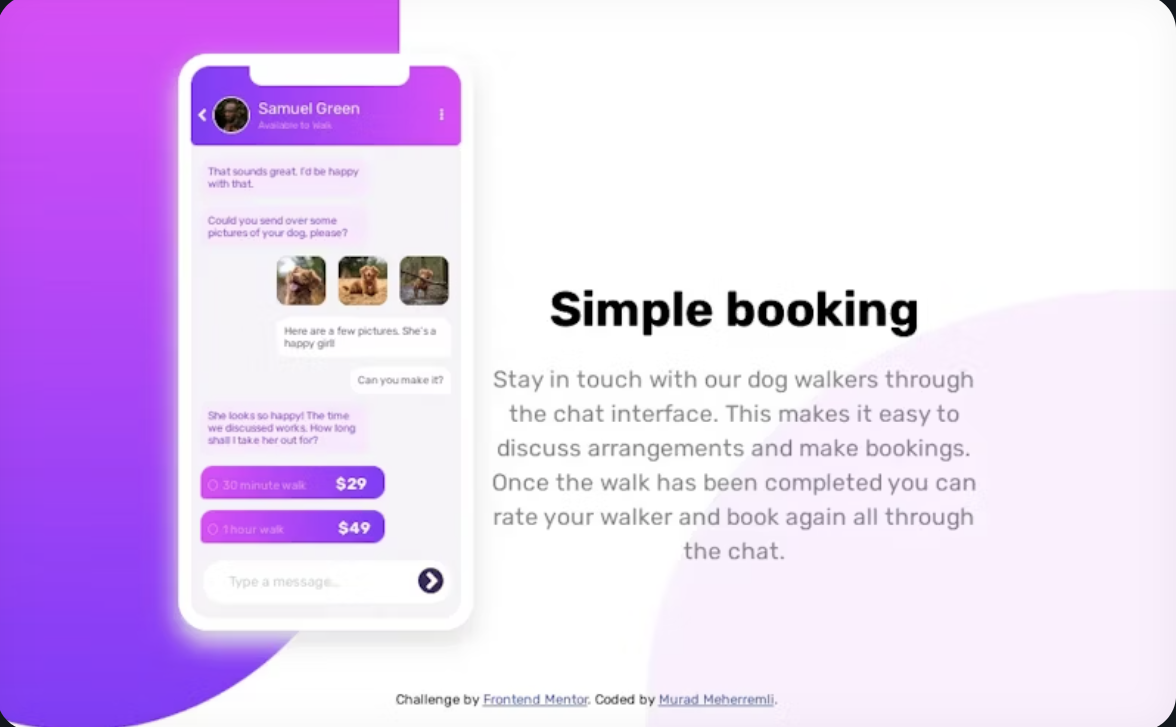 Samuel Green
Available to Walk
That sounds great. I'd be happy
with that.
Could you send over some
pictures of your dog, please?
Here are a few pictures. She's a
happy girl!
Can you make it?
She looks so happy! The time
we discussed works. How long
shall I take her out for?
30 minute walk $29
1 hour walk $49
Type a message...
Simple booking
Stay in touch with our dog walkers through
the chat interface. This makes it easy to
discuss arrangements and make bookings.
Once the walk has been completed you can
rate your walker and book again all through
the chat.
Challenge by Frontend Mentor. Coded by Murad Meherremli.